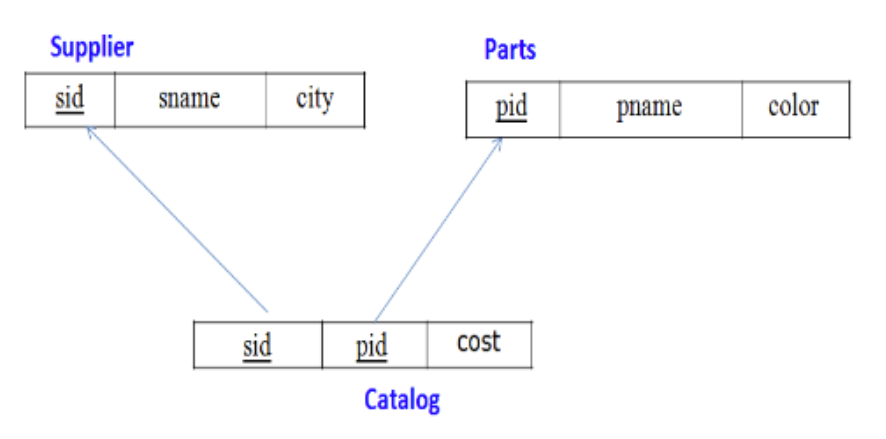 Supplier
Parts
sid sname city
pid pname color
sid pid cost
Catalog